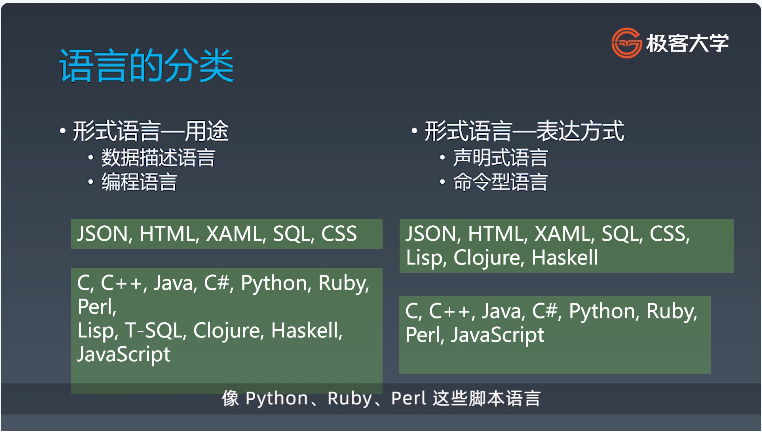 极客大学
语言的分类
• 形式语言—用途
• 数据描述语言
• 编程语言
JSON, HTML, XAML, SQL, CSS
C, C++, Java, C#, Python, Ruby,
Perl,
Lisp, T-SQL, Clojure, Haskell,
JavaScript
• 形式语言—表达方式
• 声明式语言
• 命令型语言
JSON, HTML, XAML, SQL, CSS,
Lisp, Clojure, Haskell
C, C++, Java, C#, Python, Ruby,
Perl, JavaScript
像 Python、Ruby、Perl 这些脚本语言